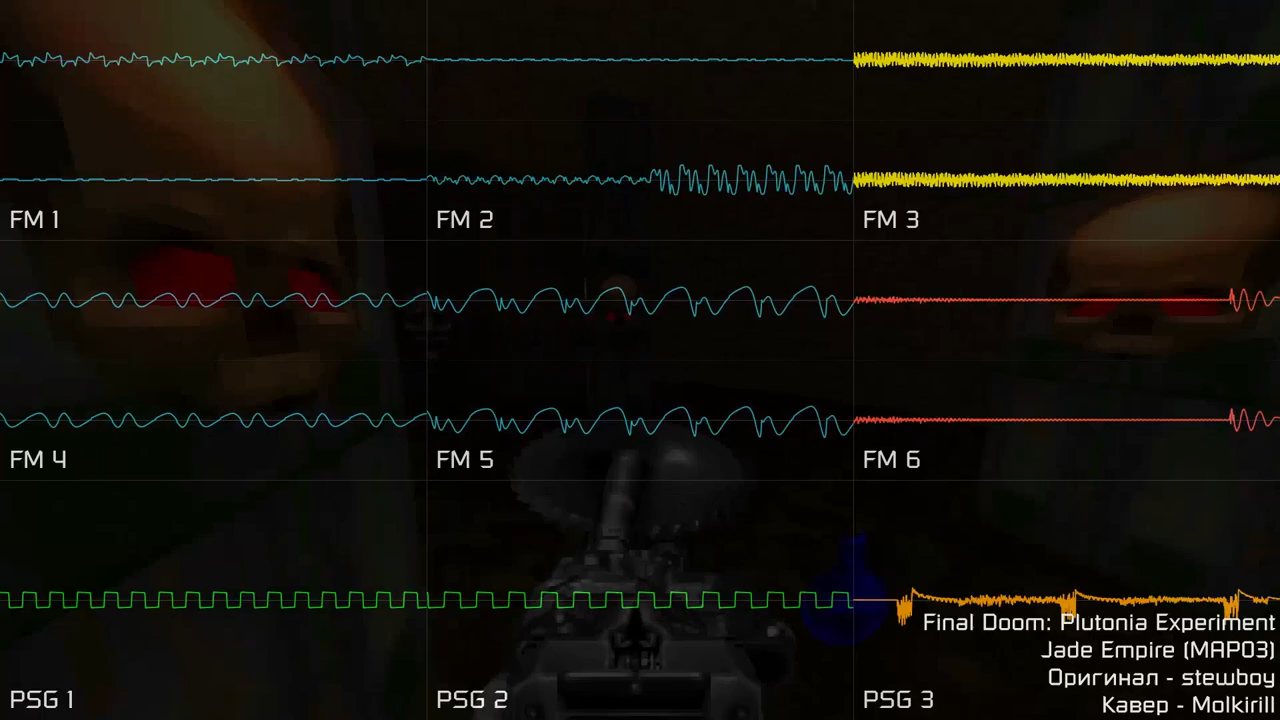 FM 1
FM 2
FM 3
FM 4
FM 5
FM 6
PSG 1
PSG 2
PSG 3
Final Doom: Plutonia Experiment
Jade Empire (MAP03)
Оригинал - stewboy
Кавер - Molkirill